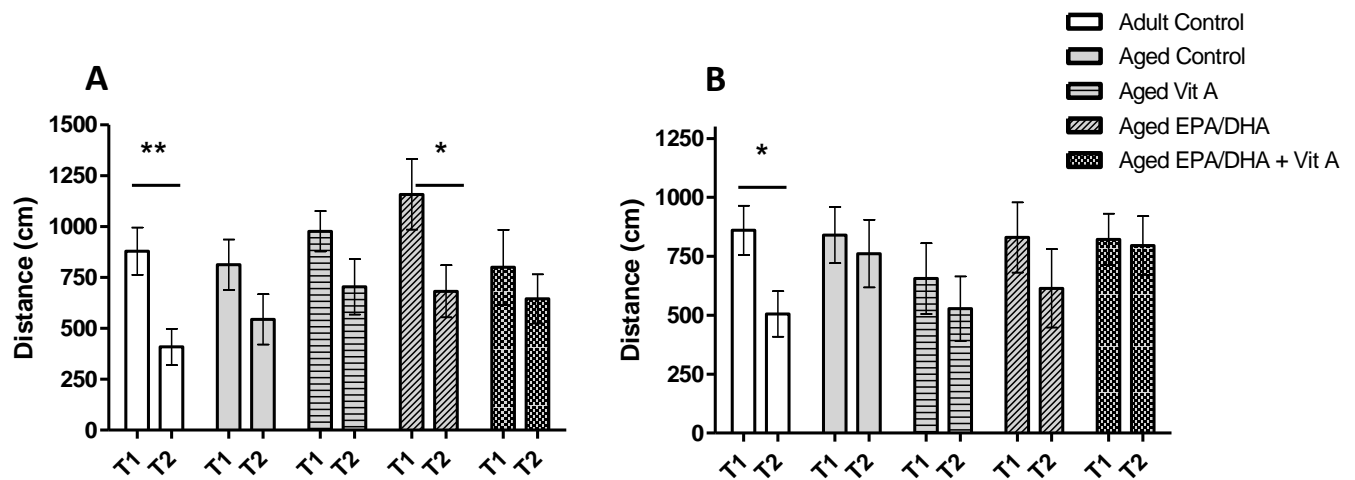 Adult Control
Aged Control
Aged Vit A
Aged EPA/DHA
Aged EPA/DHA + Vit A
A
Distance (cm)
1500
1250
1000
750
500
250
0
**
*
T1 T2 T1 T2 T1 T2 T1 T2 T1 T2
B
Distance (cm)
1250
1000
750
500
250
0
*
T1 T2 T1 T2 T1 T2 T1 T2 T1 T2